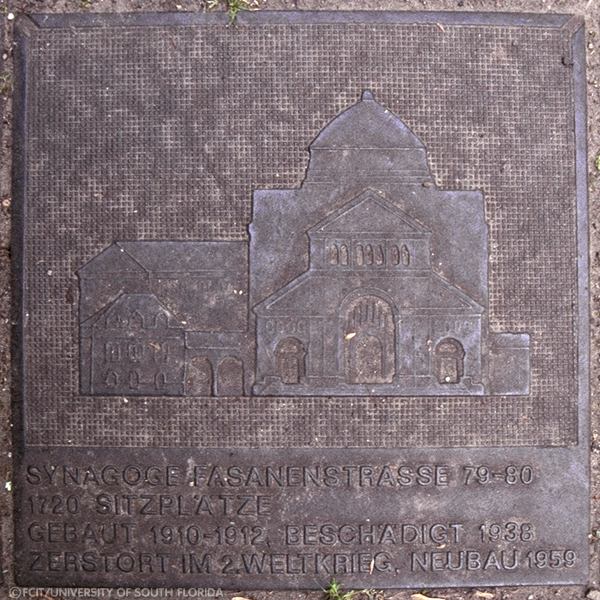 SYNAGOGE FASANENSTRASSE 79-80
1720 SITZPLÄTZE
GEBAUT 1910-1912, BESCHÄDIGT 1938
ZERSTÖRT IM 2.WELTKRIEG, NEUBAU 1959
©FCIT/UNIVERSITY OF SOUTH FLORIDA